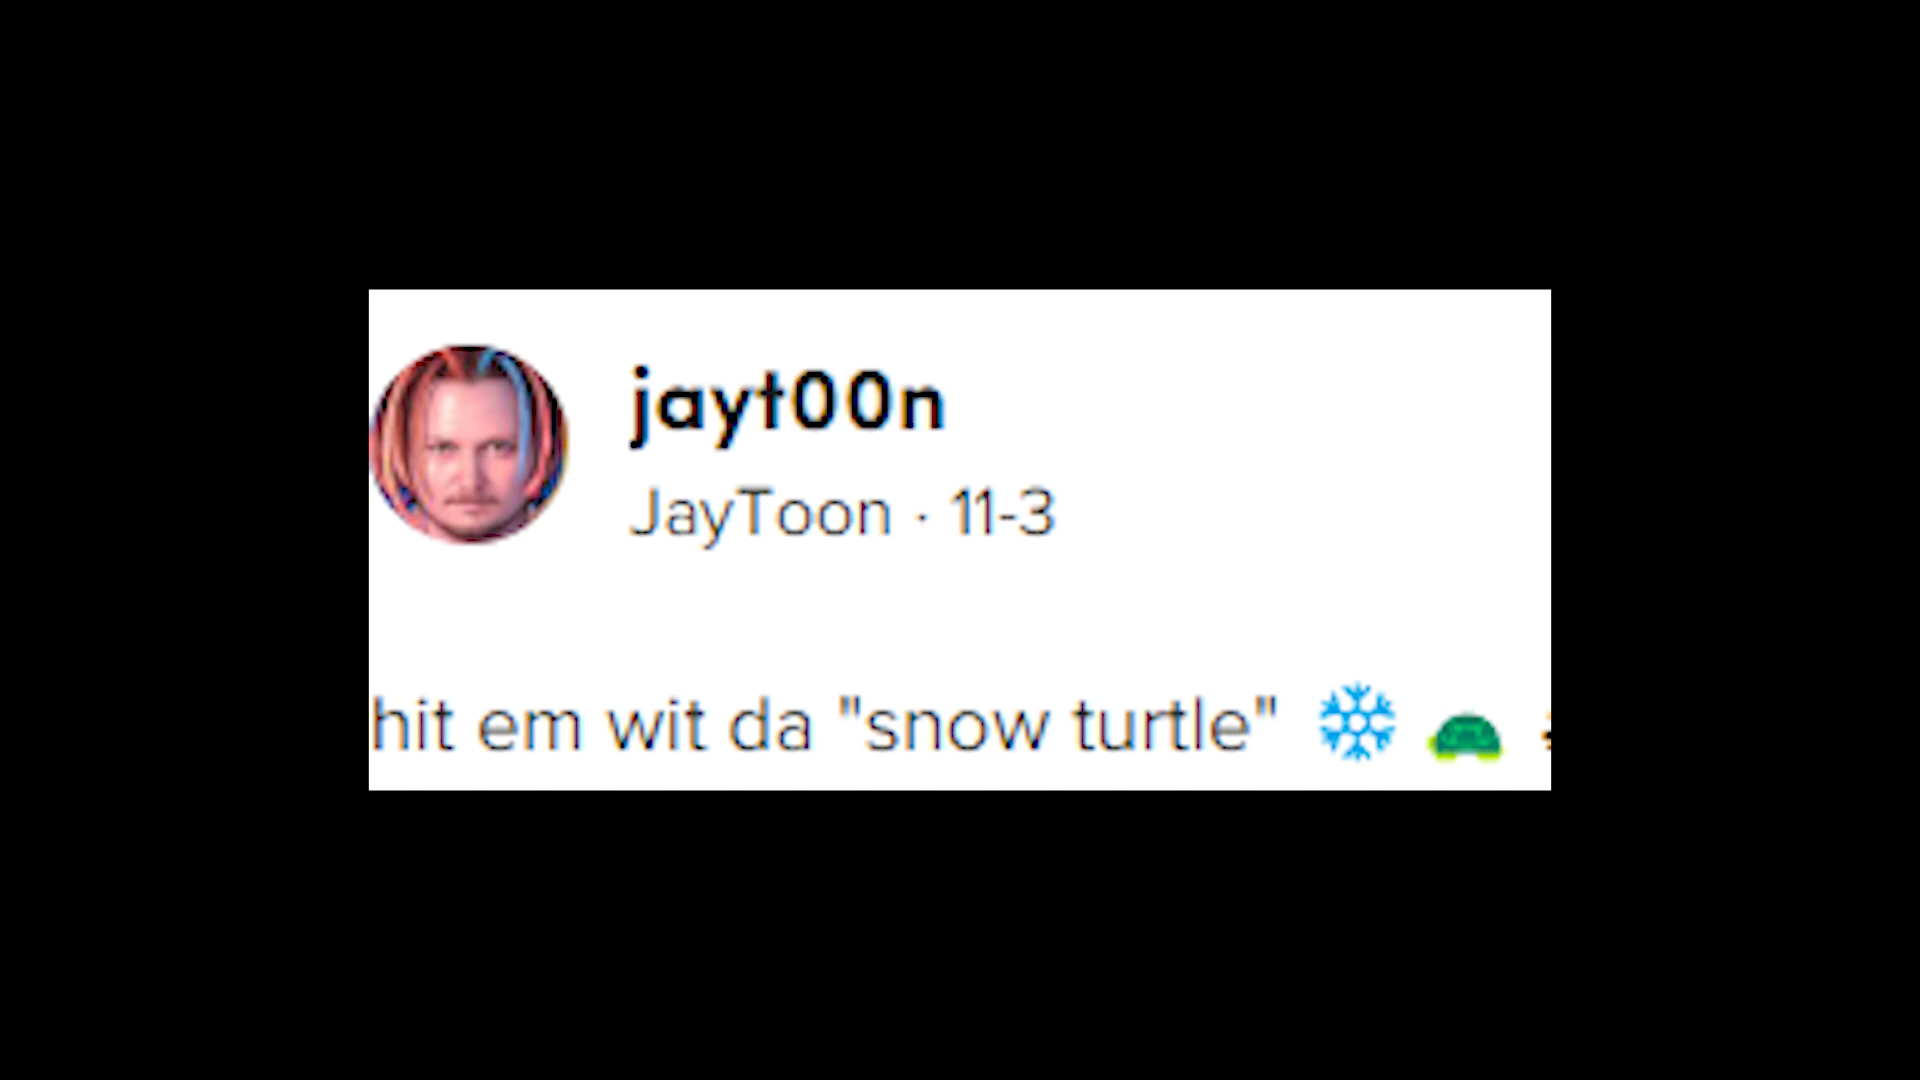 jayt00n
JayToon · 11-3
hit em wit da "snow turtle" ❄️ 🐢